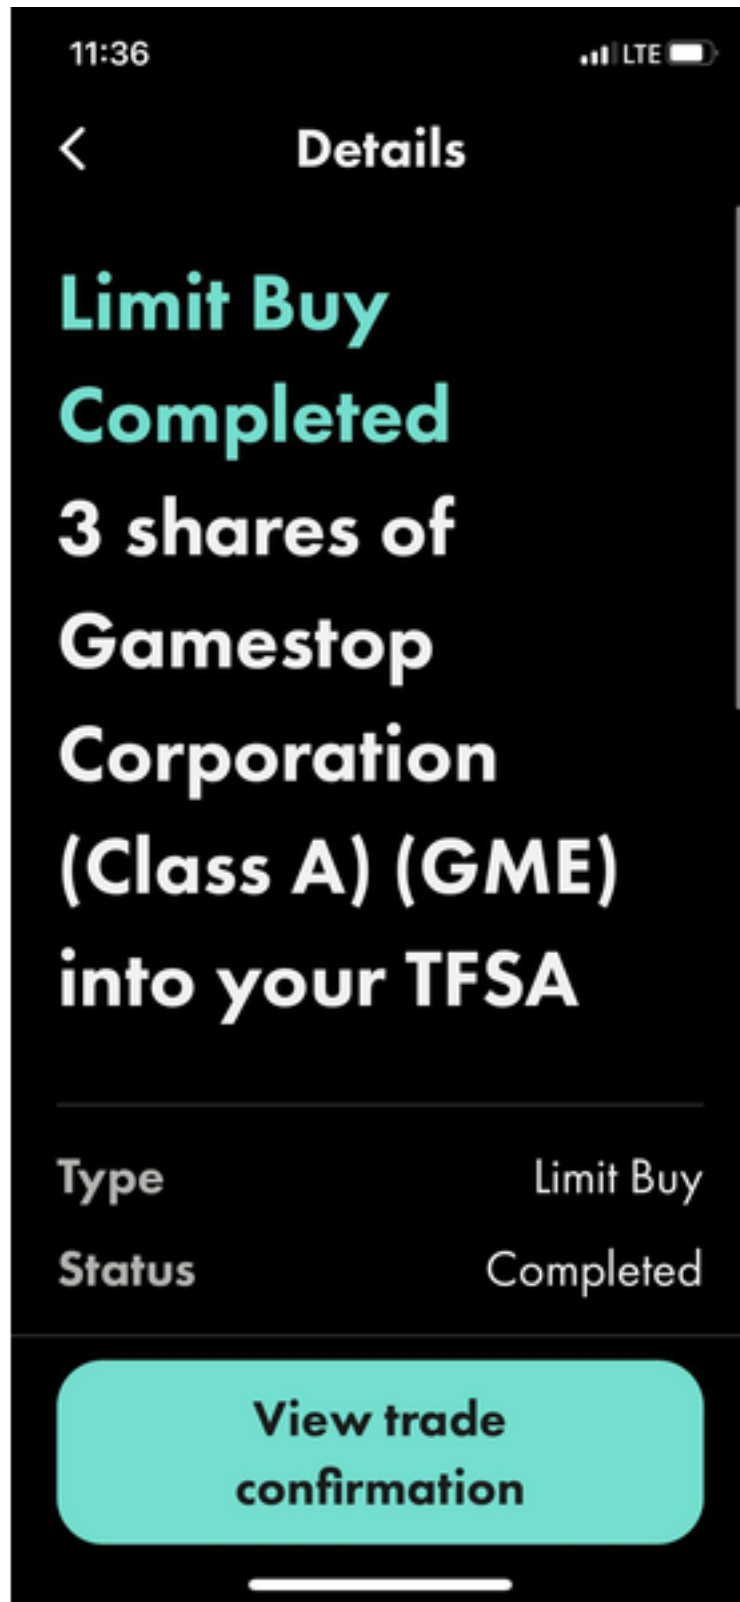 11:36
LTE
Details
Limit Buy
Completed
3 shares of
Gamestop
Corporation
(Class A) (GME)
into your TFSA
Type Limit Buy
Status Completed
View trade
confirmation